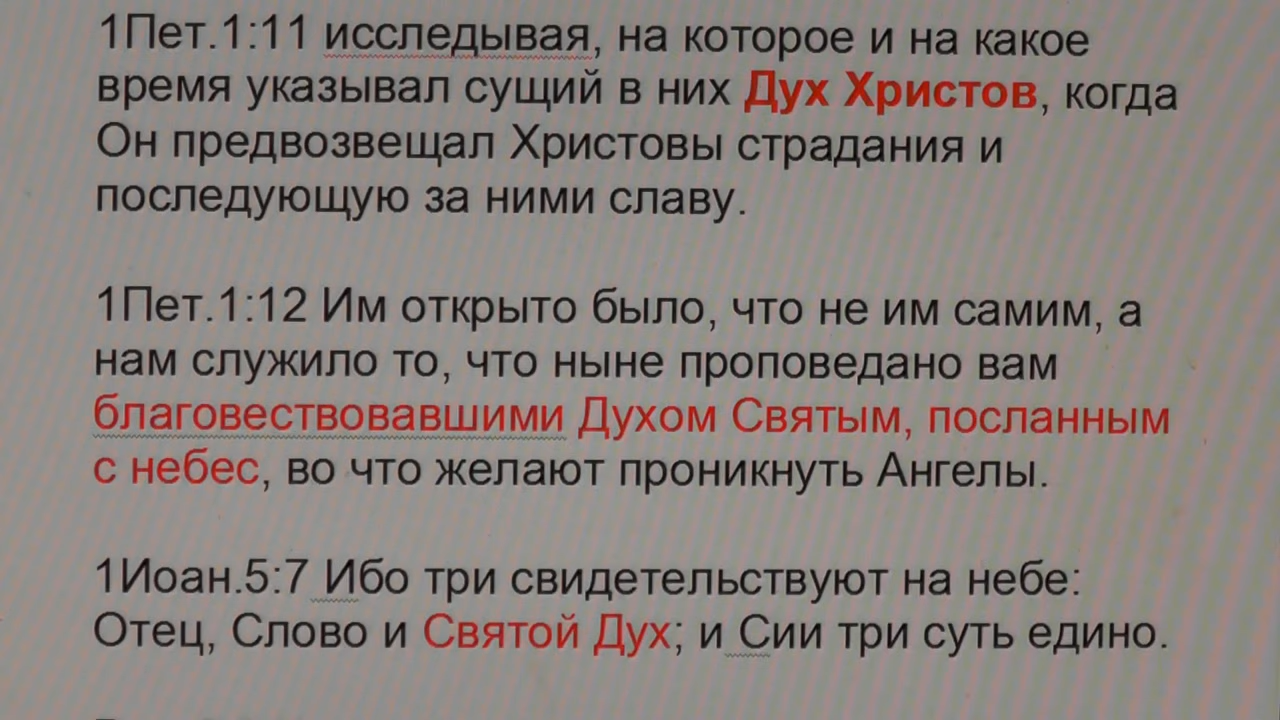 1Пет.1:11 исследывая, на которое и на какое
время указывал сущий в них Дух Христов, когда
Он предвозвещал Христовы страдания и
последующую за ними славу.
1Пет.1:12 Им открыто было, что не им самим, а
нам служило то, что ныне проповедано вам
благовествовавшими Духом Святым, посланным
с небес, во что желают проникнуть Ангелы.
1Иоан.5:7 Ибо три свидетельствуют на небе:
Отец, Слово и Святой Дух; и Сии три суть едино.